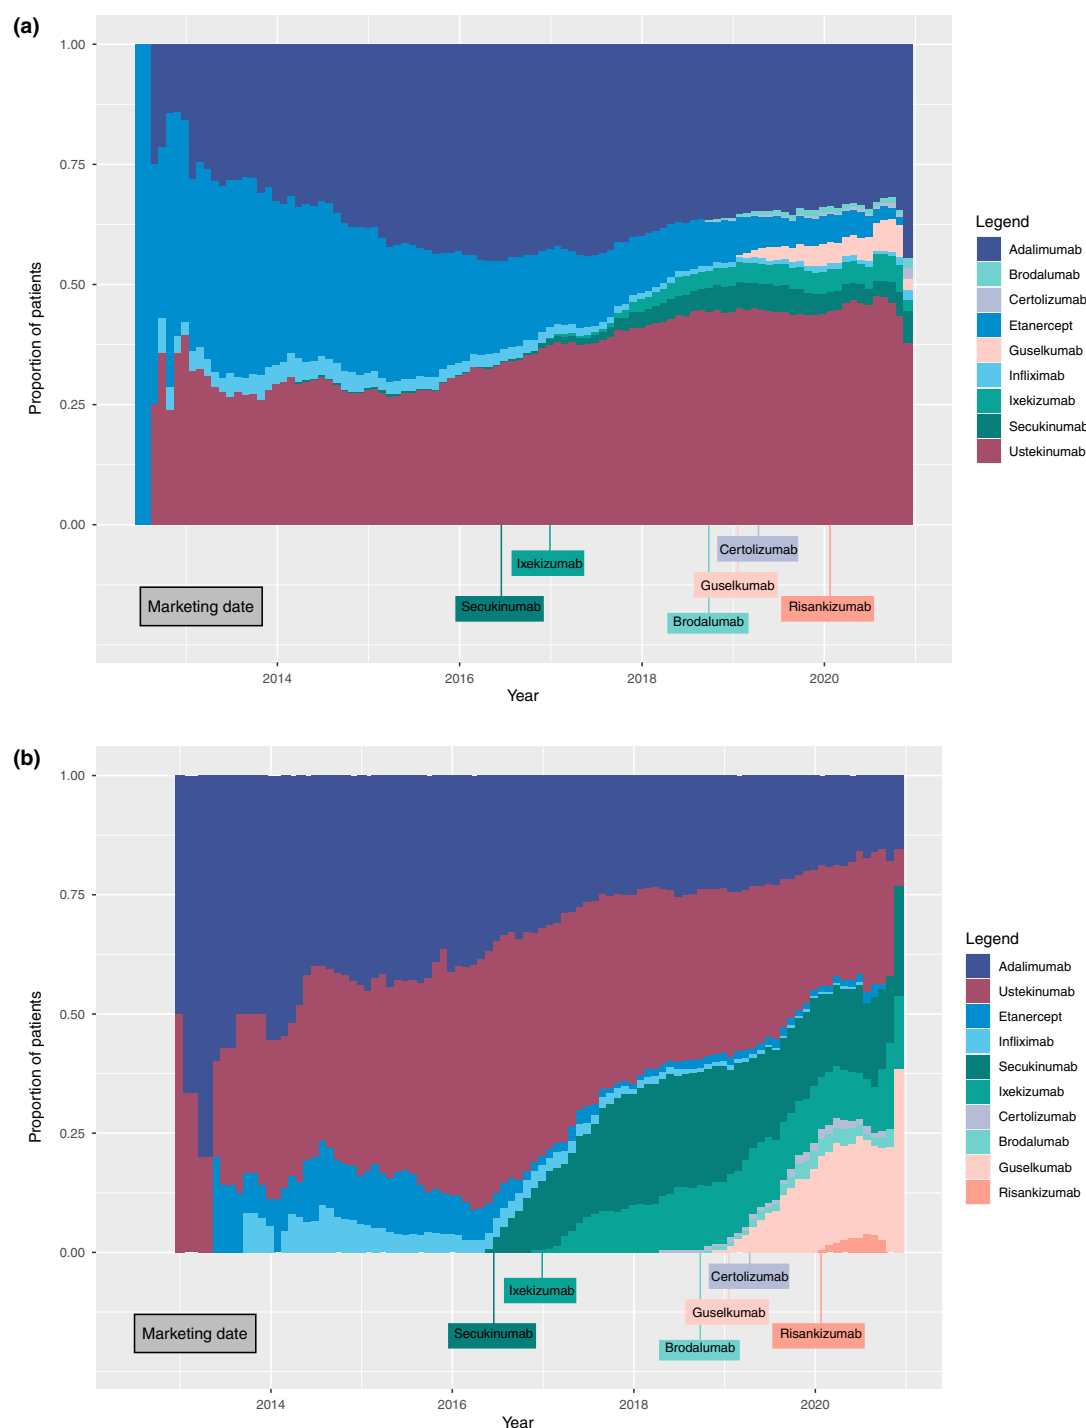 (a)
1.00
0.75
0.50
0.25
0.00
Proportion of patients
Legend
Adalimumab
Brodalumab
Certolizumab
Etanercept
Guselkumab
Infliximab
Ixekizumab
Secukinumab
Ustekinumab
Certolizumab
Ixekizumab
Guselkumab
Marketing date
Secukinumab
Risankizumab
Brodalumab
2014
2016
2018
2020
Year
(b)
1.00
0.75
0.50
0.25
0.00
Proportion of patients
Legend
Adalimumab
Ustekinumab
Etanercept
Infliximab
Secukinumab
Ixekizumab
Certolizumab
Brodalumab
Guselkumab
Risankizumab
Certolizumab
Ixekizumab
Guselkumab
Marketing date
Secukinumab
Risankizumab
Brodalumab
2014
2016
2018
2020
Year